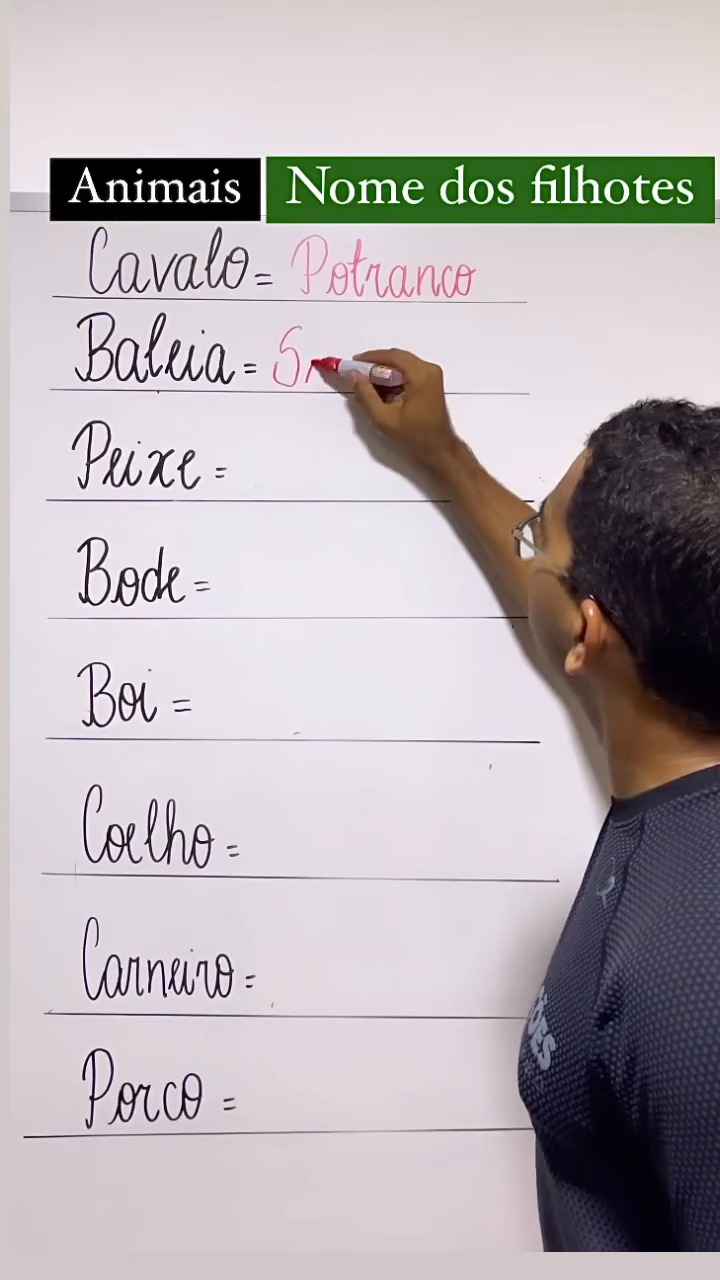 Animais Nome dos filhotes
Cavalo = Potranco
Baleia = S
Peixe =
Bode =
Boi =
Coelho =
Carneiro =
Porco =